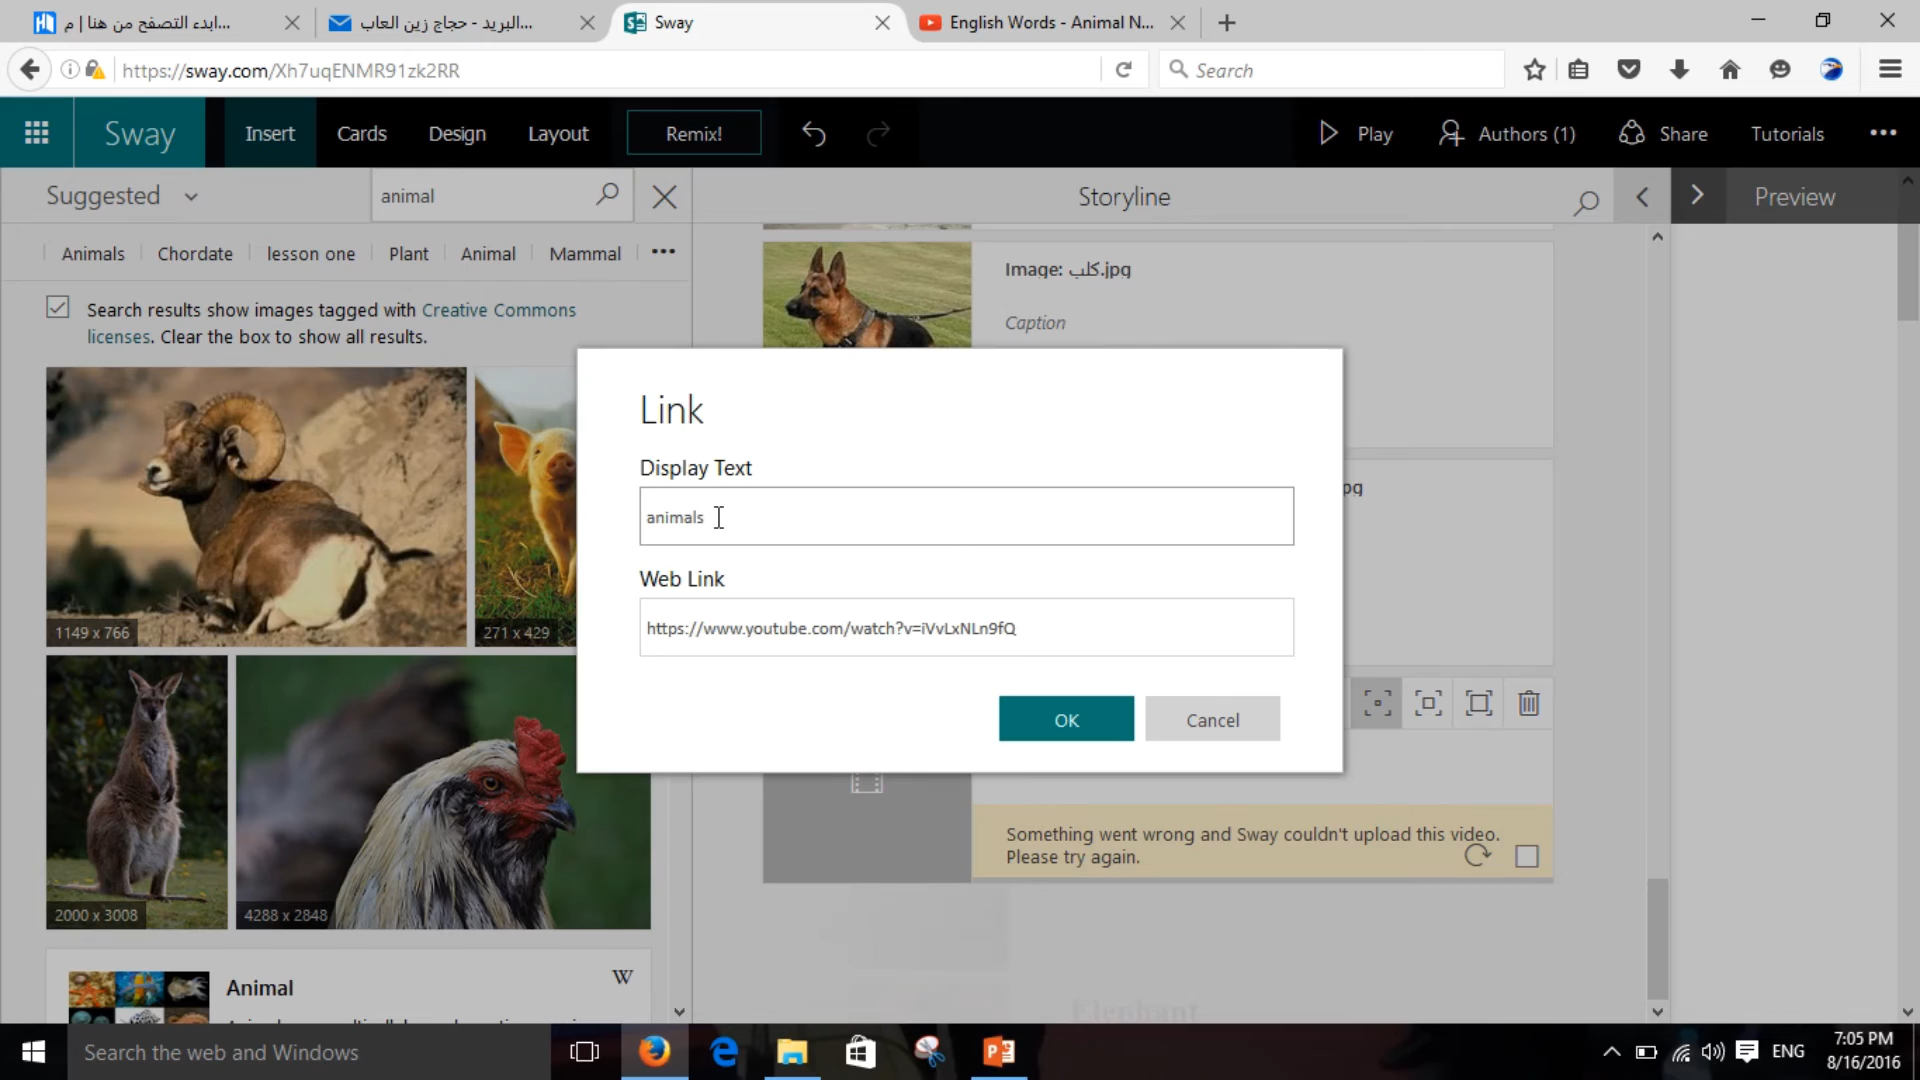 ابدء التصفح من هنا | م...
البريد - حجاج زين العاب...
Sway
English Words - Animal N...
https://sway.com/Xh7uqENMR91zk2RR
Search
Sway
Insert
Cards
Design
Layout
Remix!
Play
Authors (1)
Share
Tutorials
Suggested
animal
Storyline
Preview
Animals
Chordate
lesson one
Plant
Animal
Mammal
Search results show images tagged with Creative Commons
licenses. Clear the box to show all results.
Image: كلب.jpg
Caption
1149 x 766
271 x 429
2000 x 3008
4288 x 2848
Link
Display Text
animals
Web Link
https://www.youtube.com/watch?v=iVvLxNLn9fQ
OK
Cancel
pg
Something went wrong and Sway couldn't upload this video.
Please try again.
Animal
W
Elephant
Search the web and Windows
ENG
7:05 PM
8/16/2016